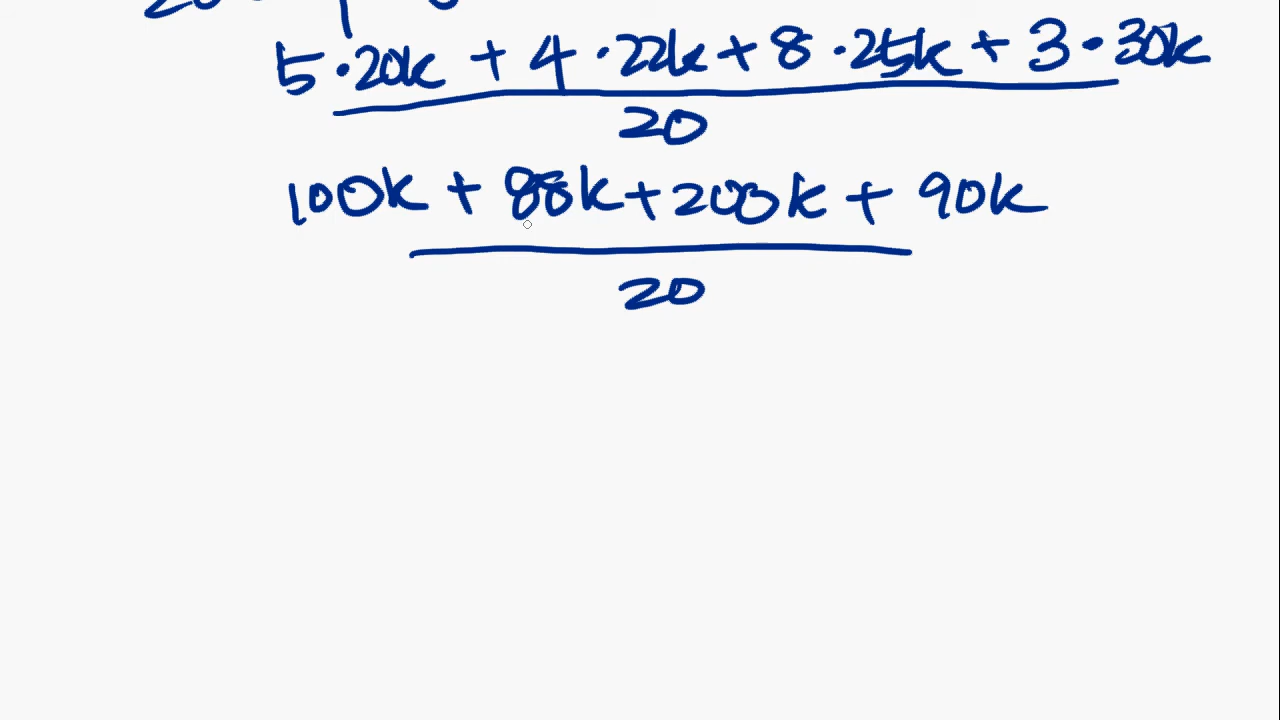 5·20k + 4·22k + 8·25k + 3·30k
20
100k + 88k + 200k + 90k
20